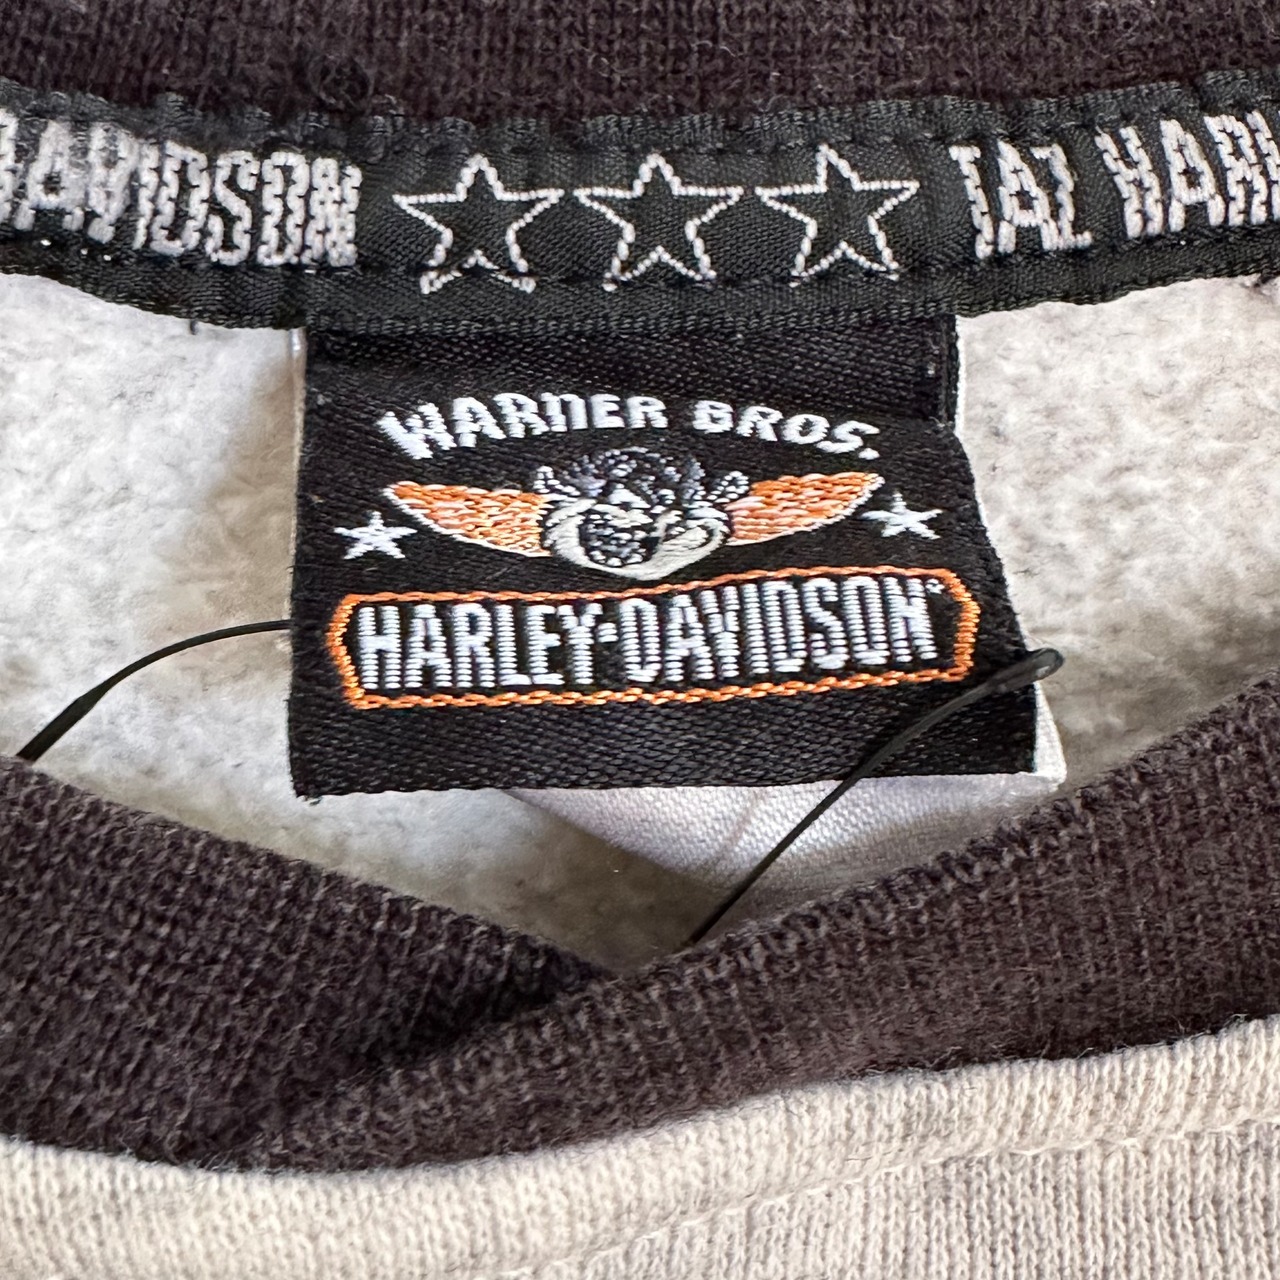 DAVIDSON ☆☆☆ TAZ HARL
WARNER BROS.
HARLEY-DAVIDSON